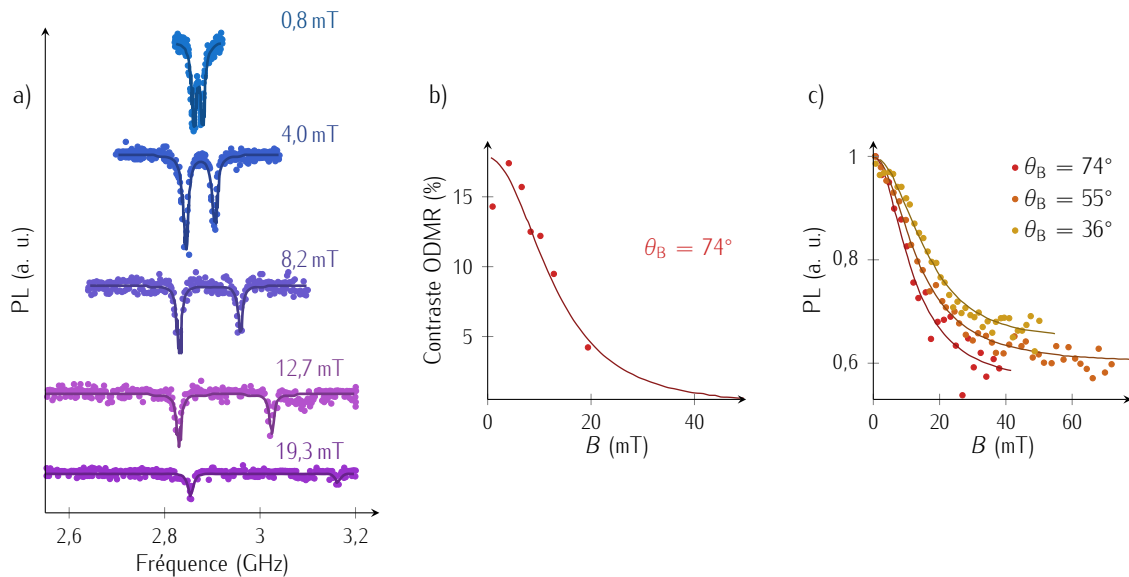 a)
PL (a. u.)
0,8 mT
4,0 mT
8,2 mT
12,7 mT
19,3 mT
2,6 2,8 3 3,2
Fréquence (GHz)
b)
Contraste ODMR (%)
15
10
5
θB = 74°
0 20 40
B (mT)
c)
PL (a. u.)
1
0,8
0,6
θB = 74°
θB = 55°
θB = 36°
0 20 40 60
B (mT)